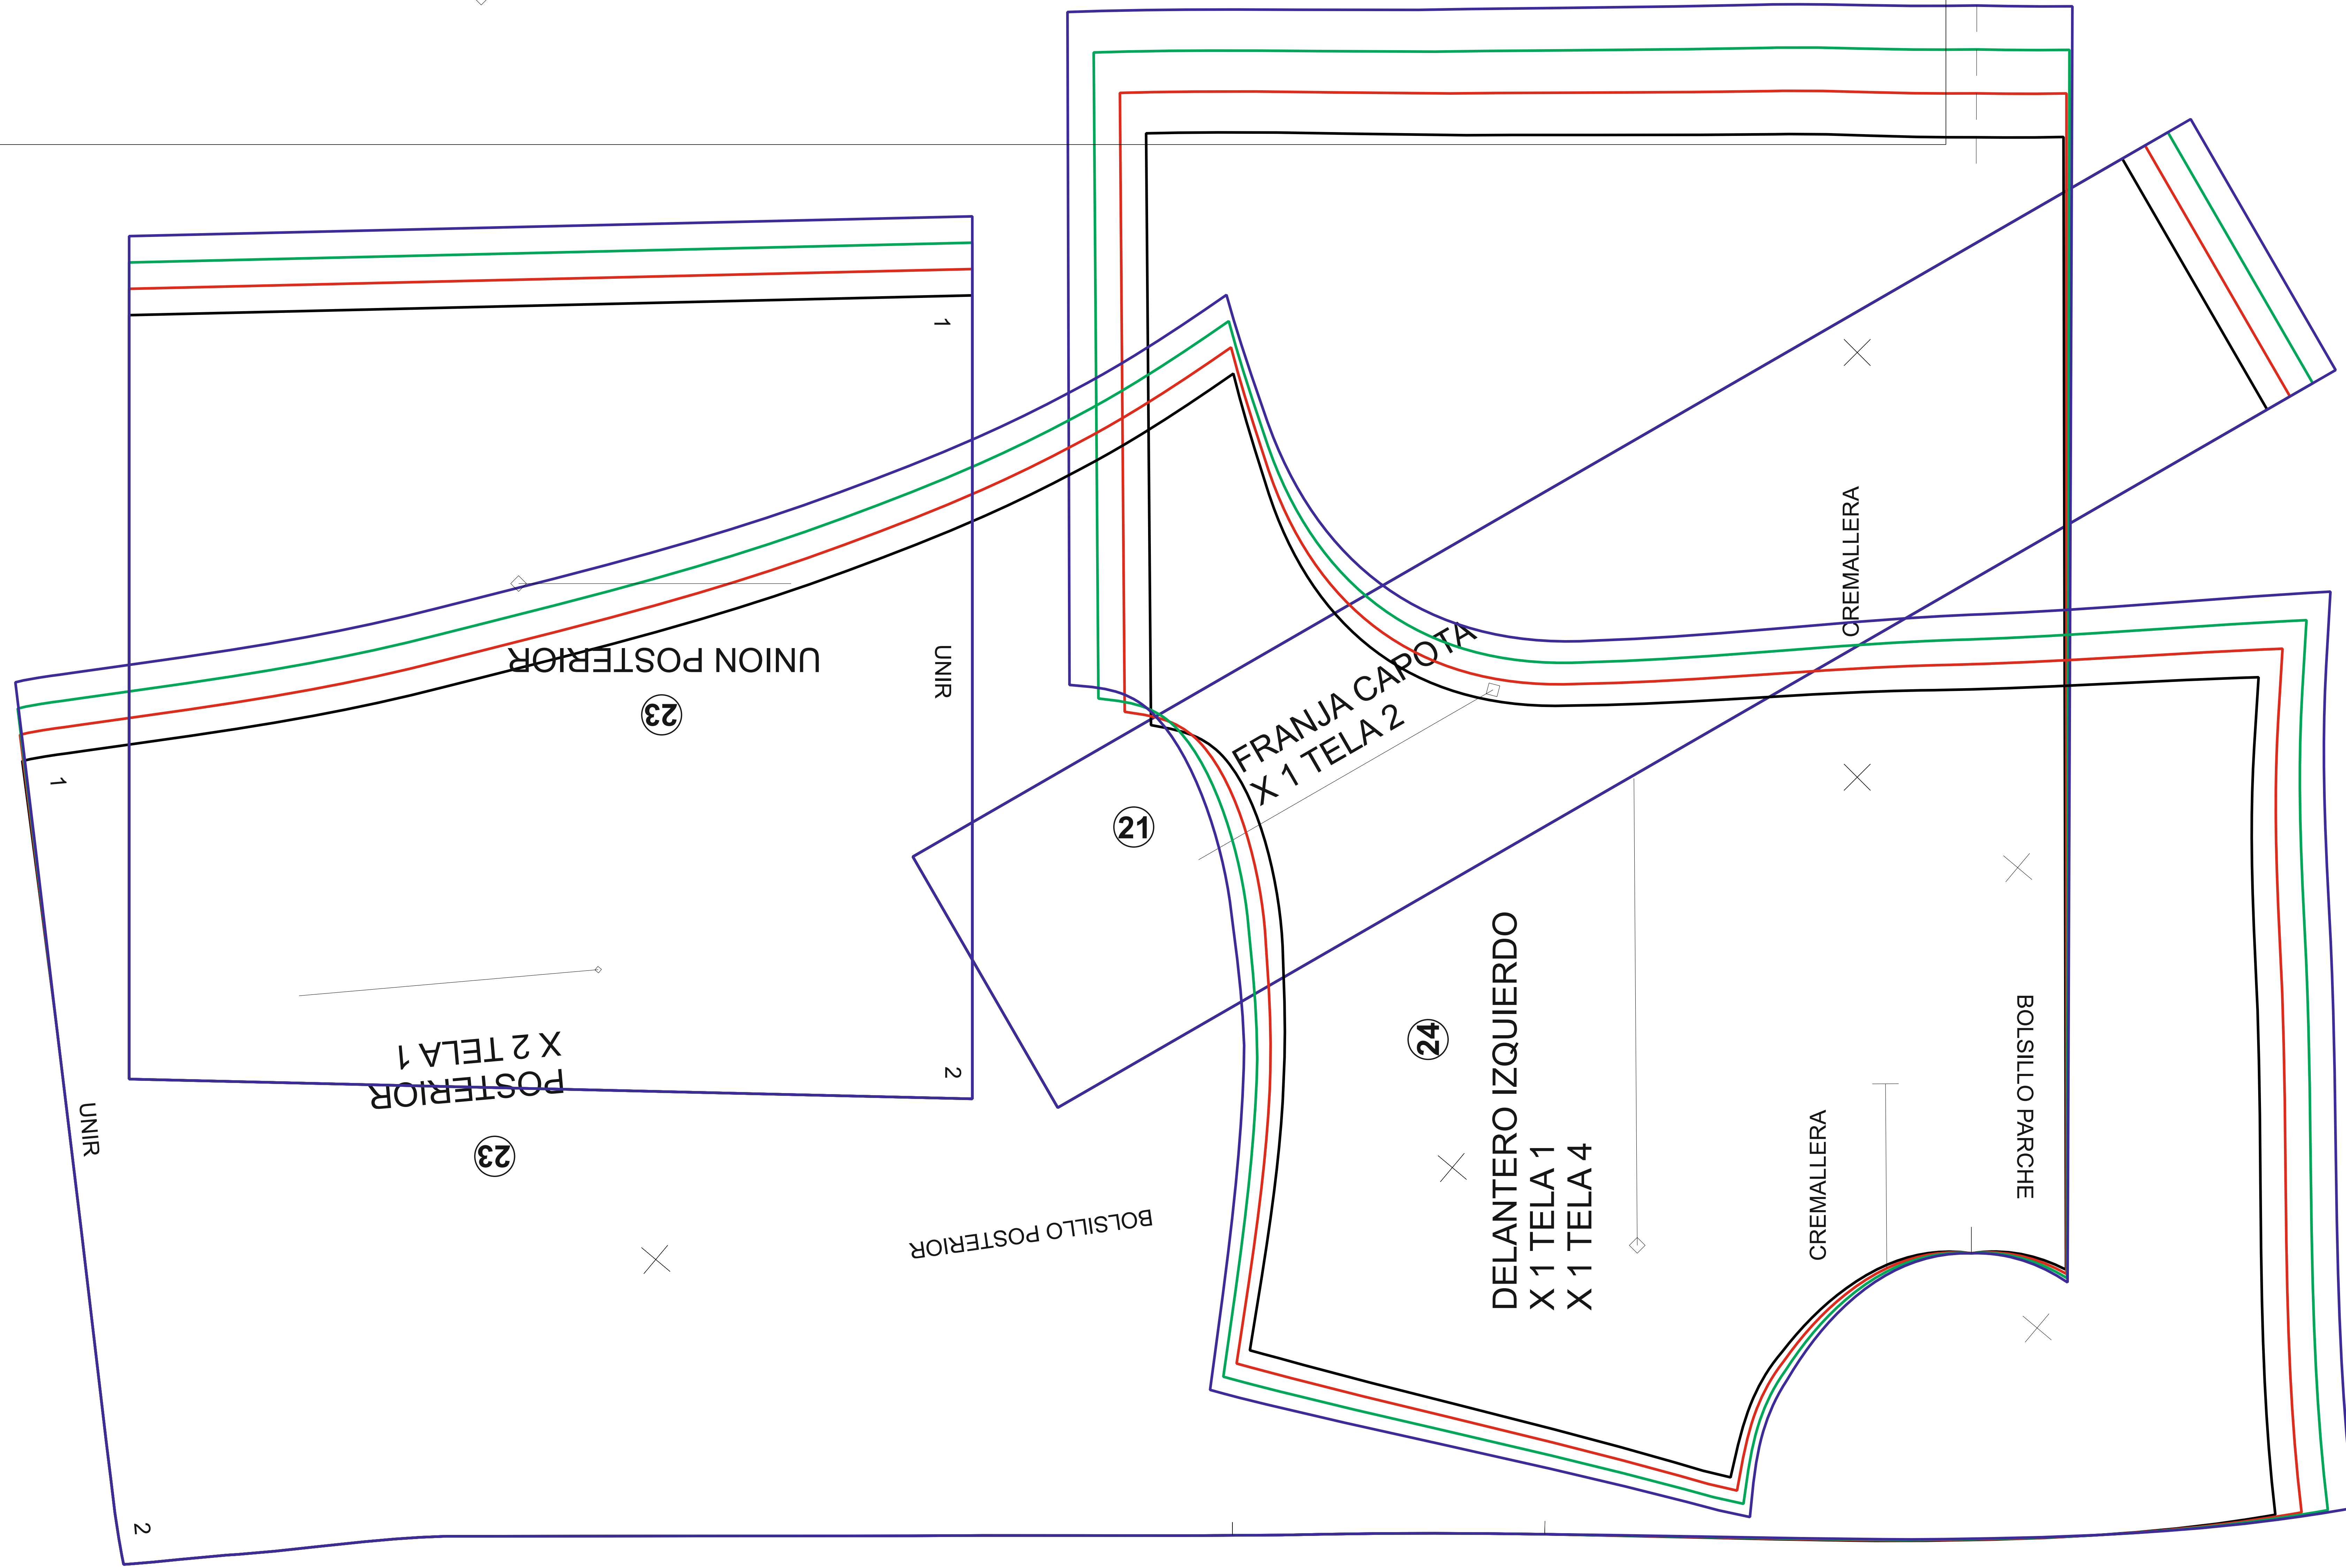 1
UNION POSTERIOR
23
UNIR
2
1
UNIR
2
POSTERIOR
X 2 TELA 1
23
BOLSILLO POSTERIOR
FRANJA CAPOTA
X 1 TELA 2
21
CREMALLERA
24
DELANTERO IZQUIERDO
X 1 TELA 1
X 1 TELA 4
CREMALLERA
BOLSILLO PARCHE